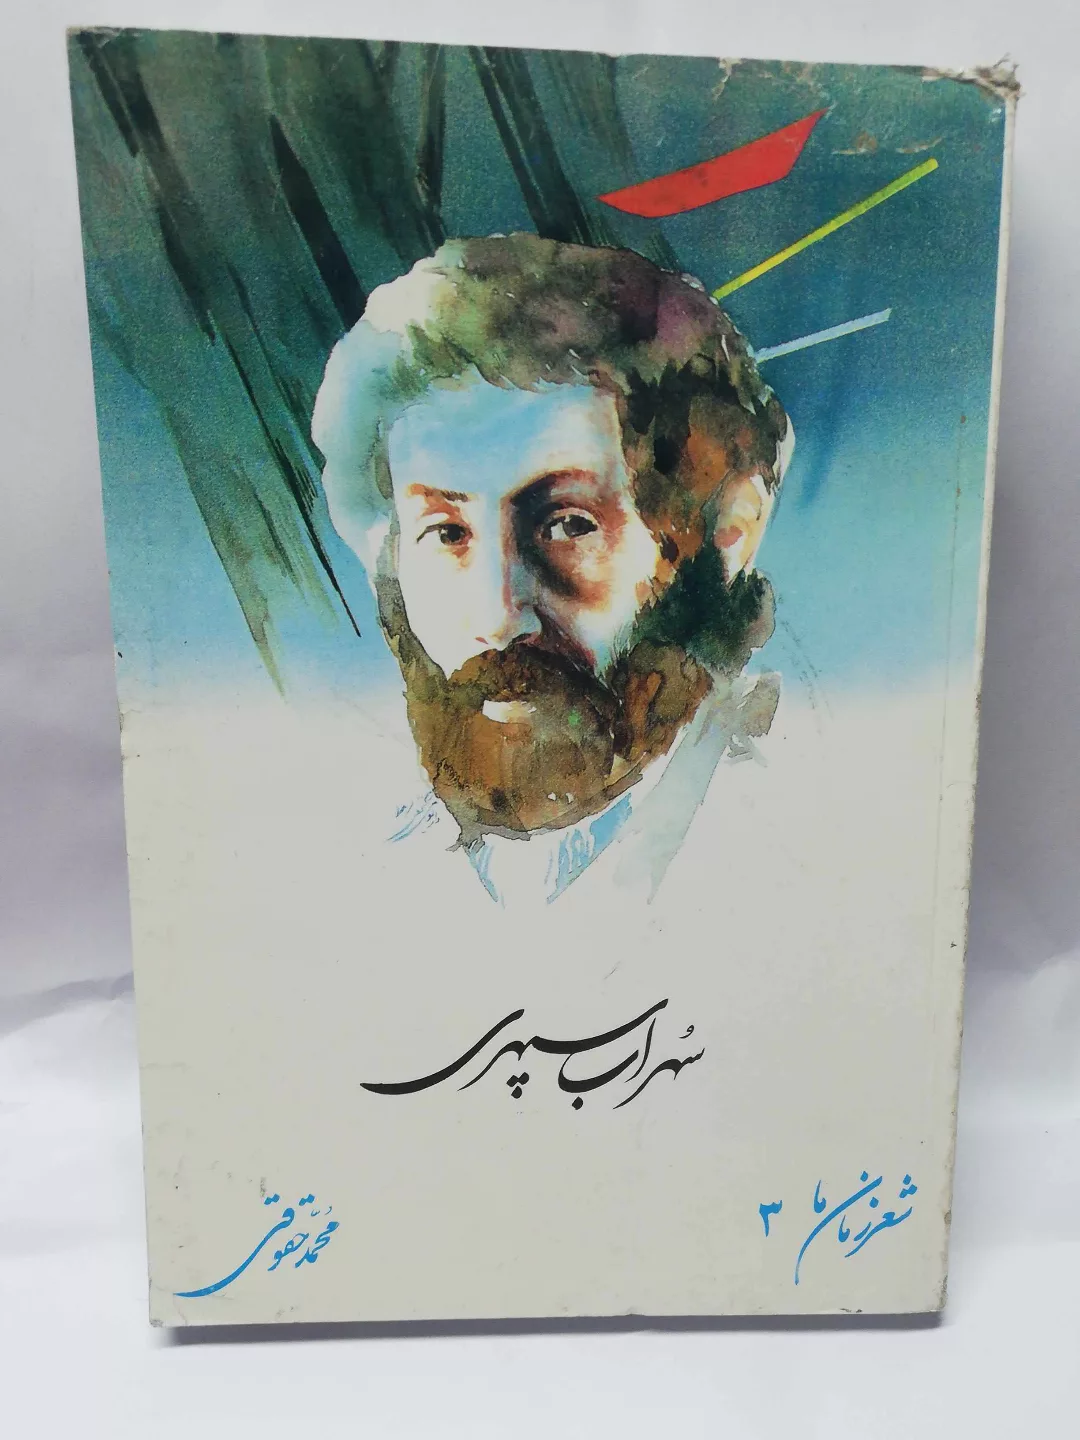 سُهراب سپهری
شعر زمان ما ۳
محمّد حقوقی